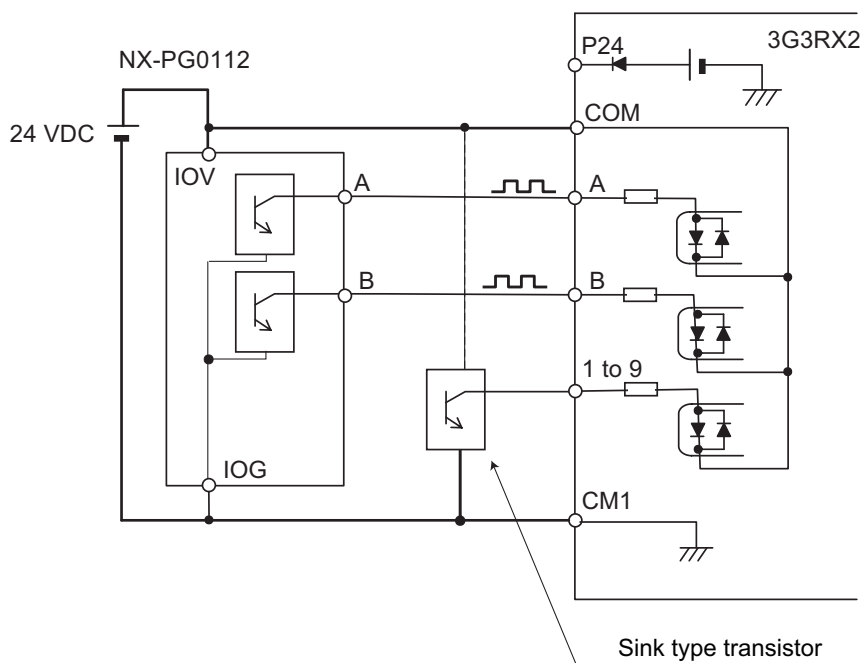 3G3RX2
P24
NX-PG0112
COM
24 VDC
IOV
A
A
B
B
1 to 9
IOG
CM1
Sink type transistor